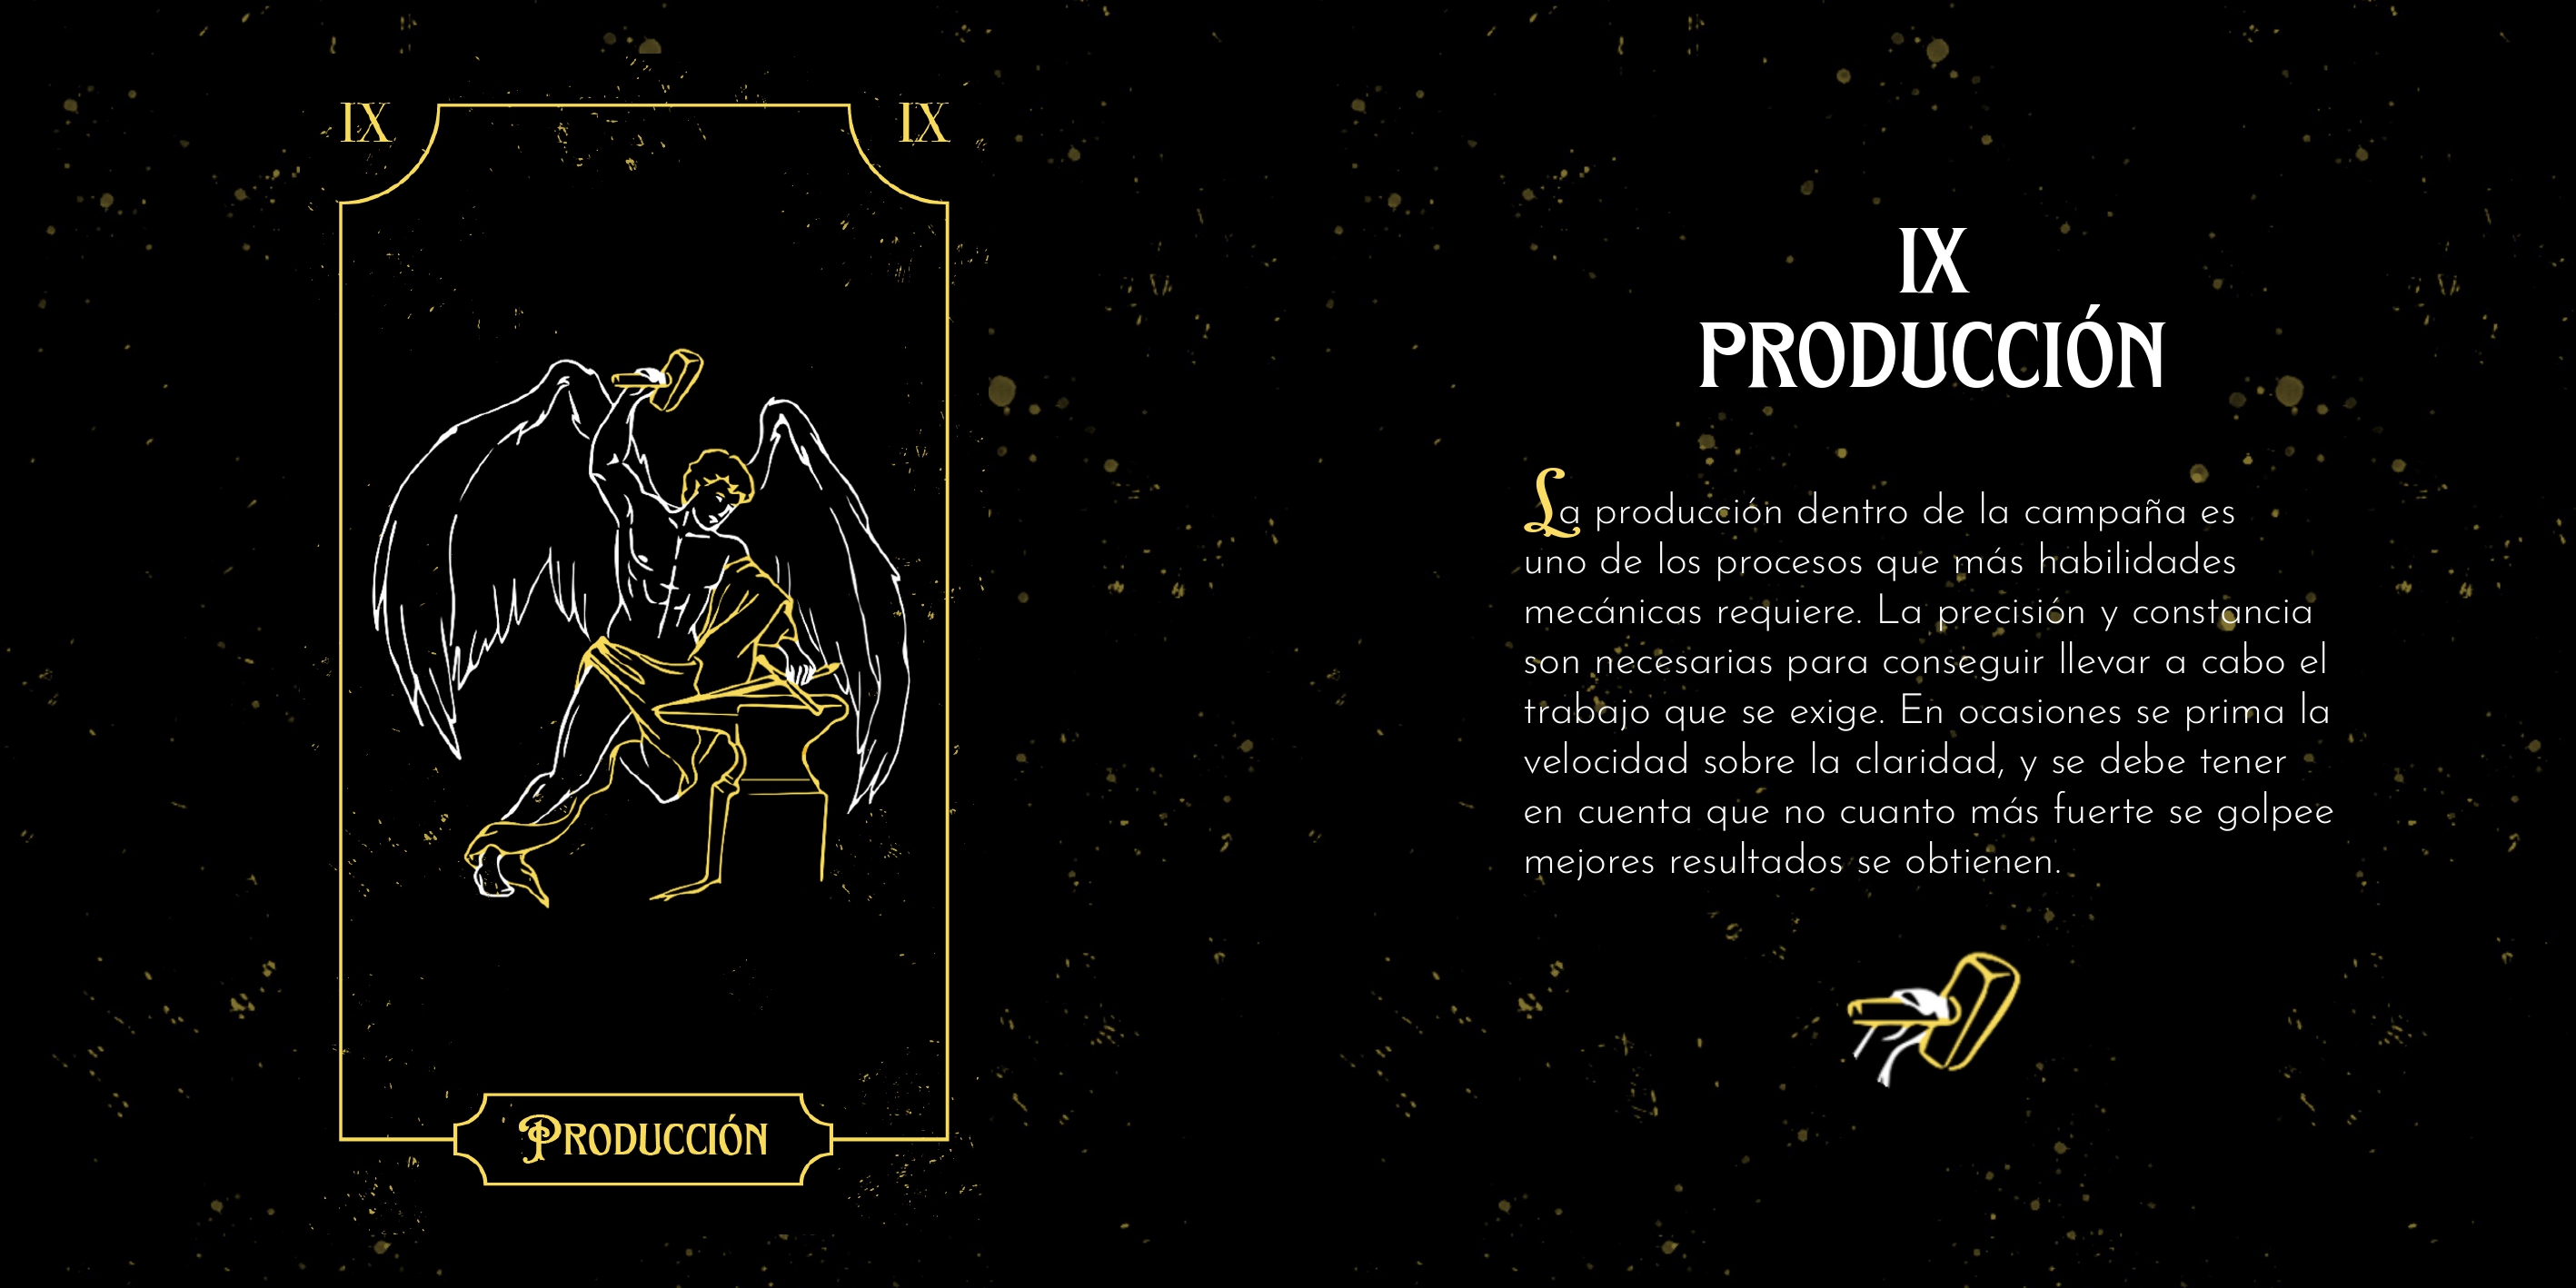 IX
IX
PRODUCCIÓN
IX
PRODUCCIÓN
La producción dentro de la campaña es
uno de los procesos que más habilidades
mecánicas requiere. La precisión y constancia
son necesarias para conseguir llevar a cabo el
trabajo que se exige. En ocasiones se prima la
velocidad sobre la claridad, y se debe tener
en cuenta que no cuanto más fuerte se golpee
mejores resultados se obtienen.